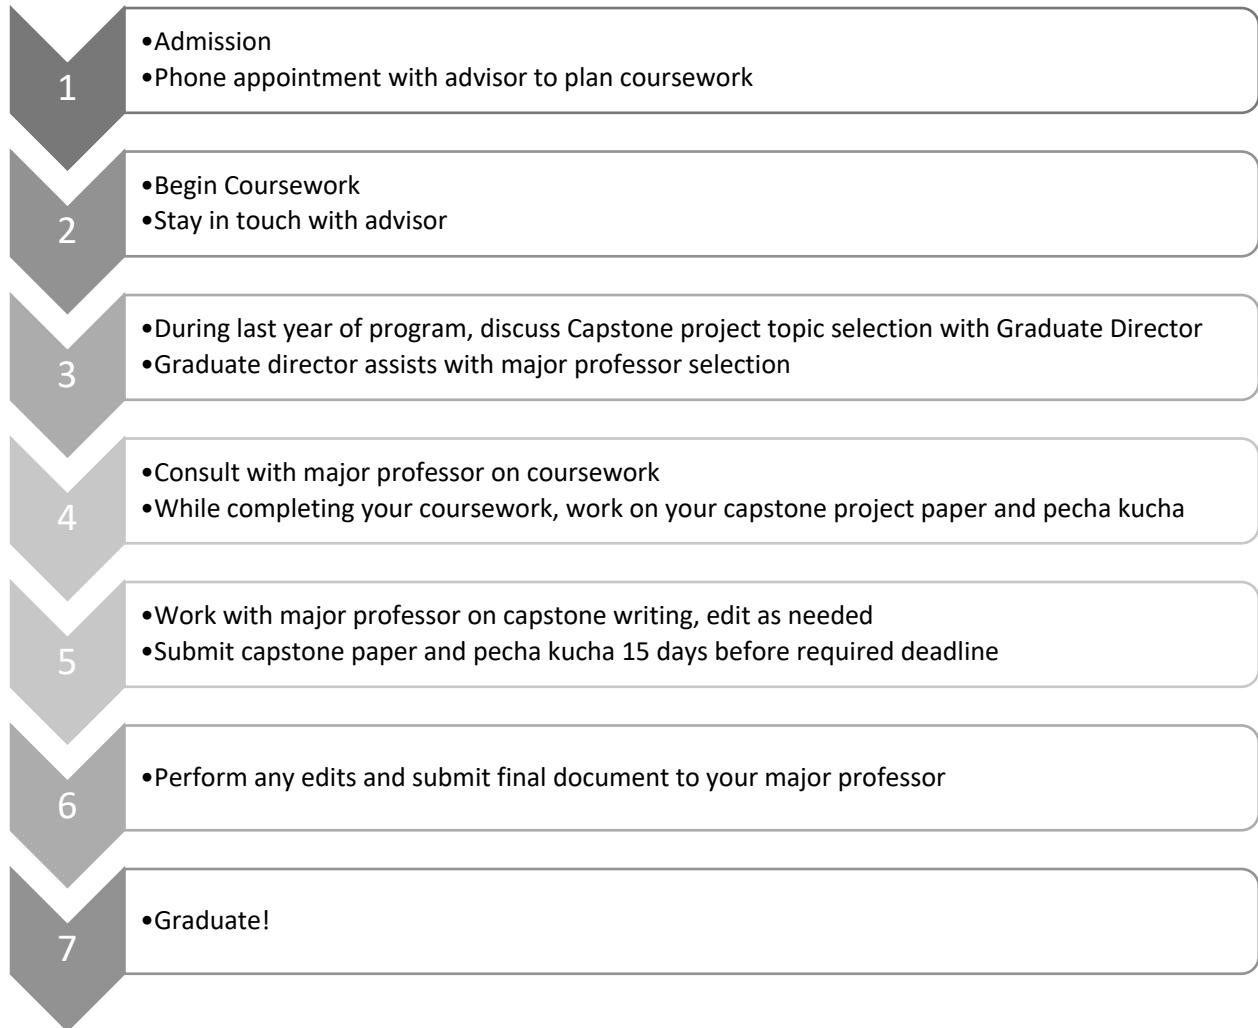 1
•Admission
•Phone appointment with advisor to plan coursework
2
•Begin Coursework
•Stay in touch with advisor
3
•During last year of program, discuss Capstone project topic selection with Graduate Director
•Graduate director assists with major professor selection
4
•Consult with major professor on coursework
•While completing your coursework, work on your capstone project paper and pecha kucha
5
•Work with major professor on capstone writing, edit as needed
•Submit capstone paper and pecha kucha 15 days before required deadline
6
•Perform any edits and submit final document to your major professor
7
•Graduate!